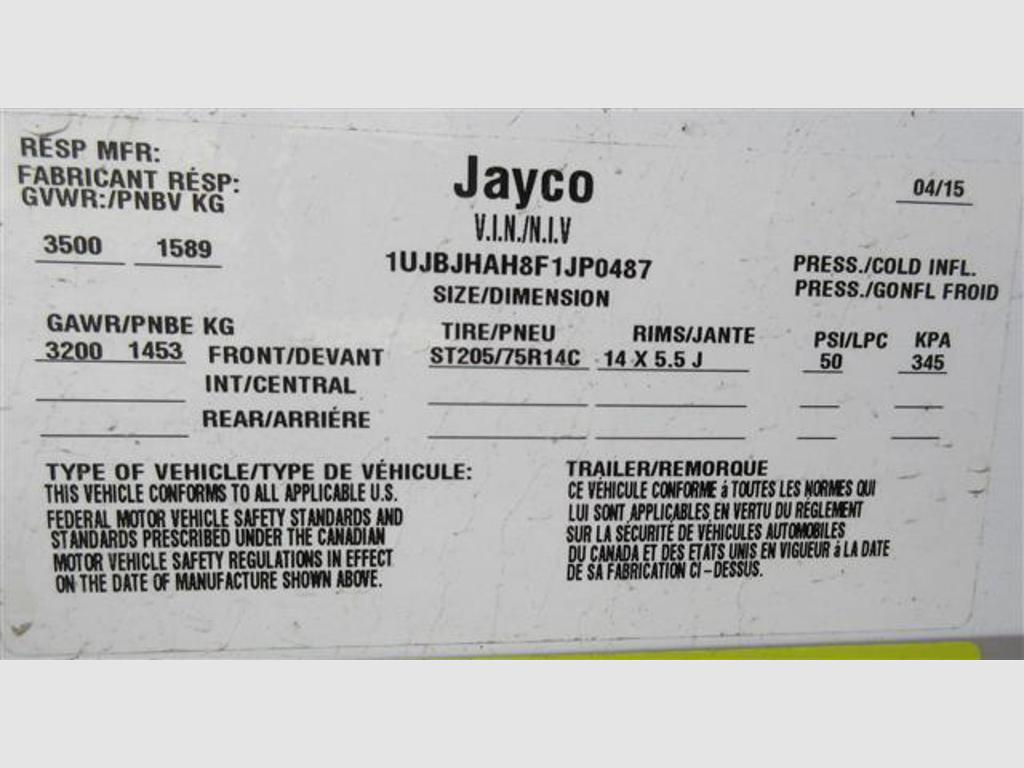 RESP MFR:
FABRICANT RÉSP:
GVWR:/PNBV KG
Jayco
04/15
V.I.N./N.I.V
3500 1589
1UJBJHAH8F1JP0487
PRESS./COLD INFL.
SIZE/DIMENSION
PRESS./GONFL FROID
GAWR/PNBE KG TIRE/PNEU RIMS/JANTE PSI/LPC KPA
3200 1453 FRONT/DEVANT ST205/75R14C 14 X 5.5 J 50 345
INT/CENTRAL
REAR/ARRIÉRE
TYPE OF VEHICLE/TYPE DE VÉHICULE: TRAILER/REMORQUE
THIS VEHICLE CONFORMS TO ALL APPLICABLE U.S.
FEDERAL MOTOR VEHICLE SAFETY STANDARDS AND
STANDARDS PRESCRIBED UNDER THE CANADIAN
MOTOR VEHICLE SAFETY REGULATIONS IN EFFECT
ON THE DATE OF MANUFACTURE SHOWN ABOVE.
CE VÉHICULE CONFORME á TOUTES LES NORMES QUI
LUI SONT APPLICABLES EN VERTU DU RÉGLEMENT
SUR LA SÉCURITÉ DE VÉHICULES AUTOMOBILES
DU CANADA ET DES ETATS UNIS EN VIGUEUR á LA DATE
DE SA FABRICATION CI-DESSUS.